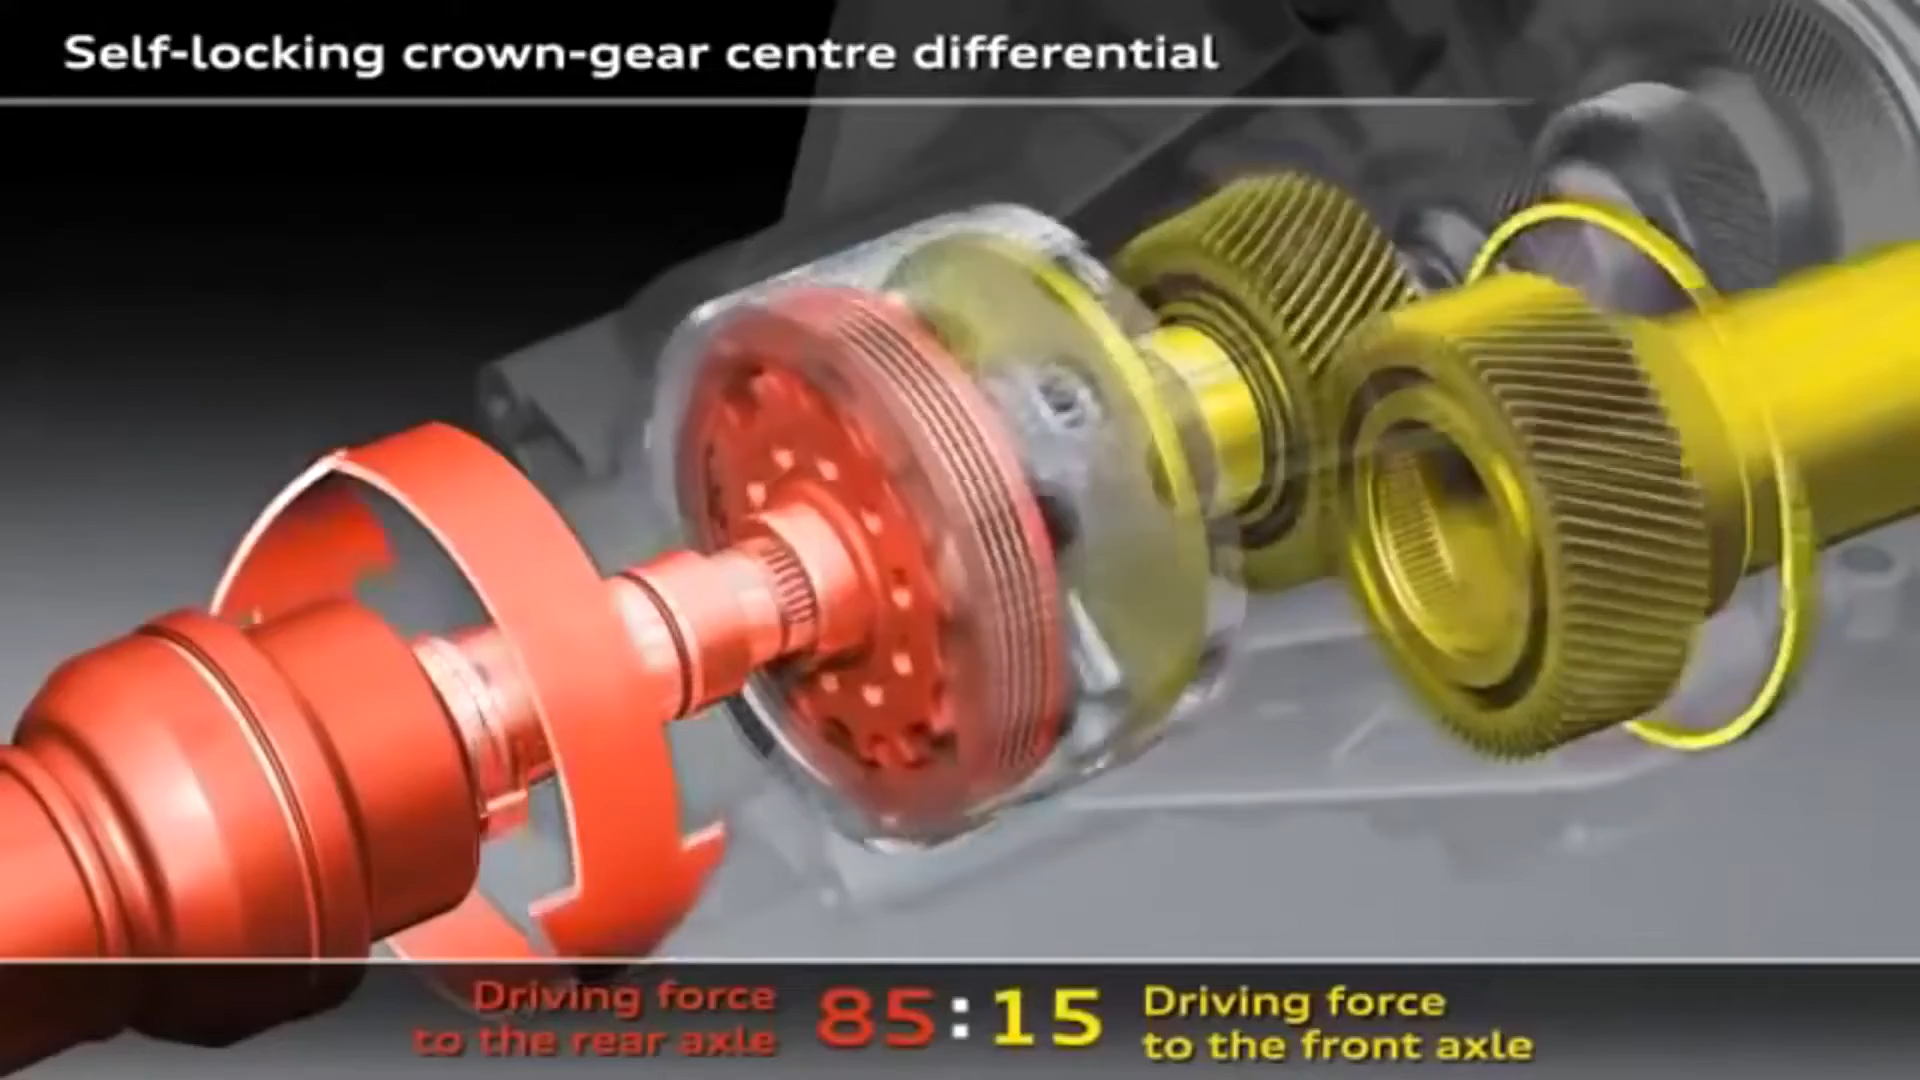 Self-locking crown-gear centre differential
Driving force
to the rear axle
85:15
Driving force
to the front axle